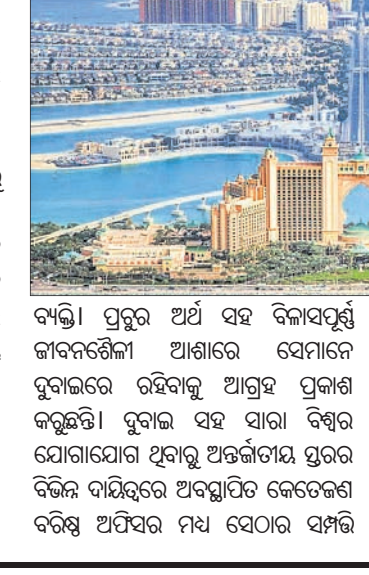 ବ୍ୟକ୍ତି। ପ୍ରଚୁର ଅର୍ଥ ସହ ବିଳାସପୂର୍ଣ୍ଣ
ଜୀବନଶୈଳୀ ଆଶାରେ ସେମାନେ
ଦୁବାଇରେ ରହିବାକୁ ଆଗ୍ରହ ପ୍ରକାଶ
କରୁଛନ୍ତି। ଦୁବାଇ ସହ ସାରା ବିଶ୍ୱର
ଯୋଗାଯୋଗ ଥିବାରୁ ଅନ୍ତର୍ଜାତୀୟ ସ୍ତରର
ବିଭିନ୍ନ ଦାୟିତ୍ୱରେ ଅବସ୍ଥାପିତ କେତେଜଣ
ବରିଷ୍ଠ ଅଫିସର ମଧ୍ୟ ସେଠାର ସମ୍ପତ୍ତି